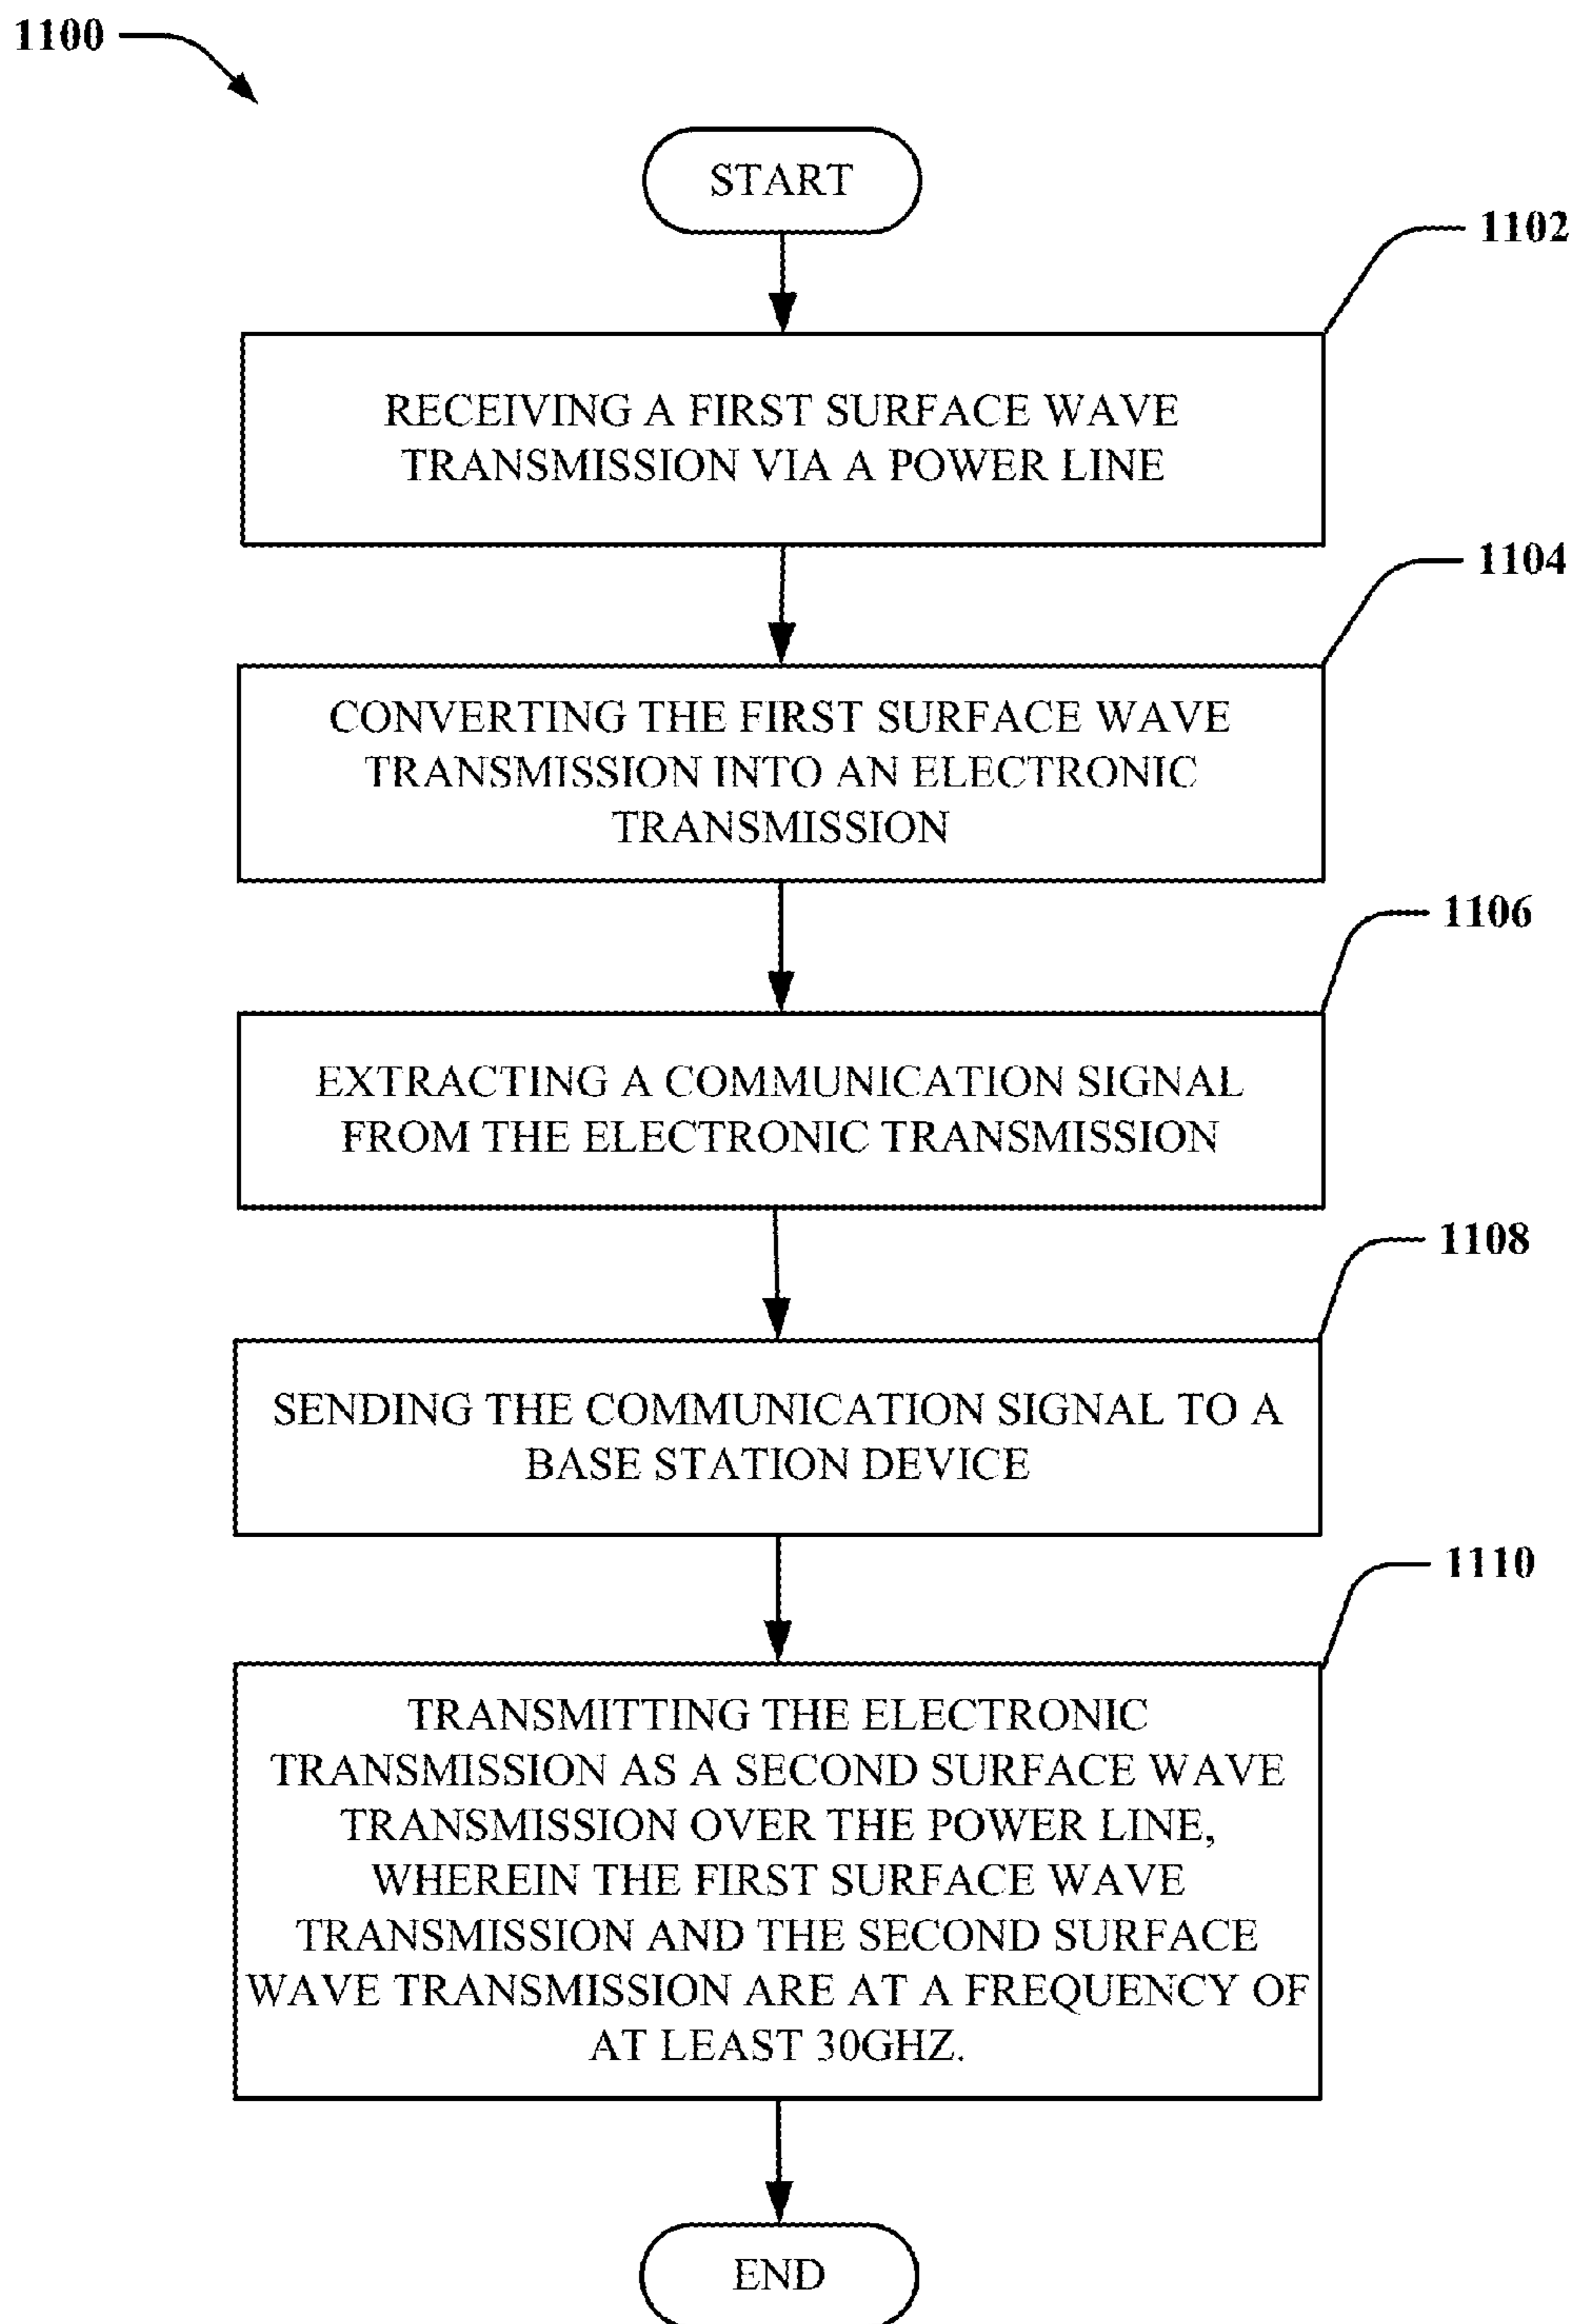 1100
START
1102
RECEIVING A FIRST SURFACE WAVE
TRANSMISSION VIA A POWER LINE
1104
CONVERTING THE FIRST SURFACE WAVE
TRANSMISSION INTO AN ELECTRONIC
TRANSMISSION
1106
EXTRACTING A COMMUNICATION SIGNAL
FROM THE ELECTRONIC TRANSMISSION
1108
SENDING THE COMMUNICATION SIGNAL TO A
BASE STATION DEVICE
1110
TRANSMITTING THE ELECTRONIC
TRANSMISSION AS A SECOND SURFACE WAVE
TRANSMISSION OVER THE POWER LINE,
WHEREIN THE FIRST SURFACE WAVE
TRANSMISSION AND THE SECOND SURFACE
WAVE TRANSMISSION ARE AT A FREQUENCY OF
AT LEAST 30GHZ.
END